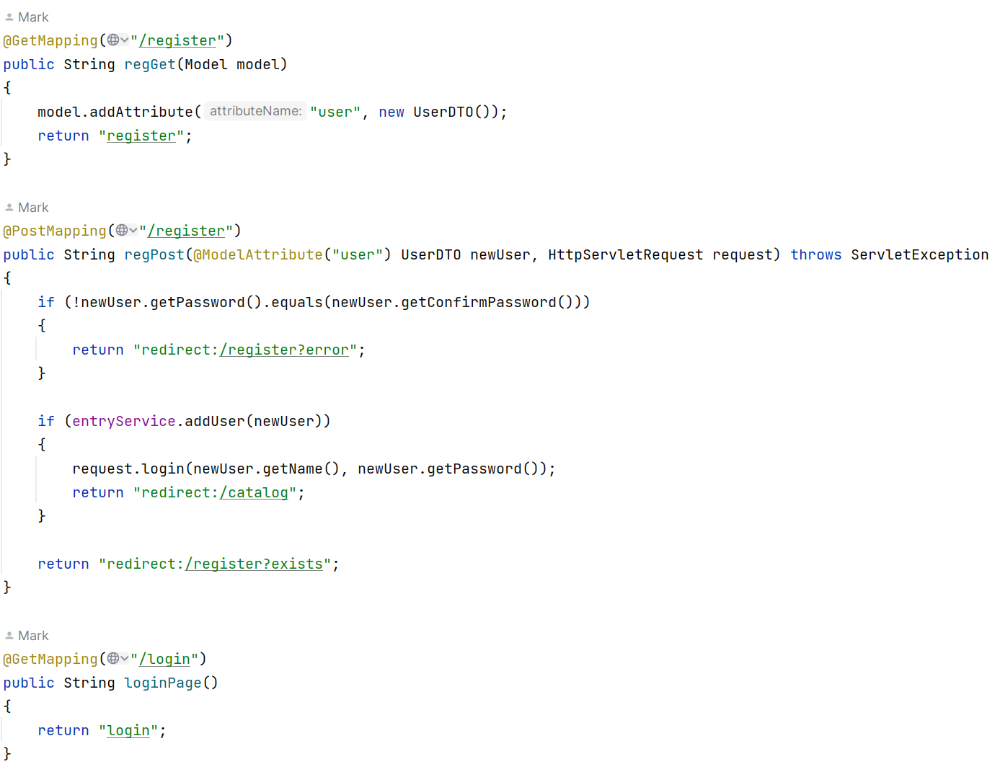 Mark
@GetMapping("/register")
public String regGet(Model model)
{
    model.addAttribute( attributeName: "user", new UserDTO());
    return "register";
}
Mark
@PostMapping("/register")
public String regPost(@ModelAttribute("user") UserDTO newUser, HttpServletRequest request) throws ServletException
{
    if (!newUser.getPassword().equals(newUser.getConfirmPassword()))
    {
        return "redirect:/register?error";
    }
    if (entryService.addUser(newUser))
    {
        request.login(newUser.getName(), newUser.getPassword());
        return "redirect:/catalog";
    }
    return "redirect:/register?exists";
}
Mark
@GetMapping("/login")
public String loginPage()
{
    return "login";
}